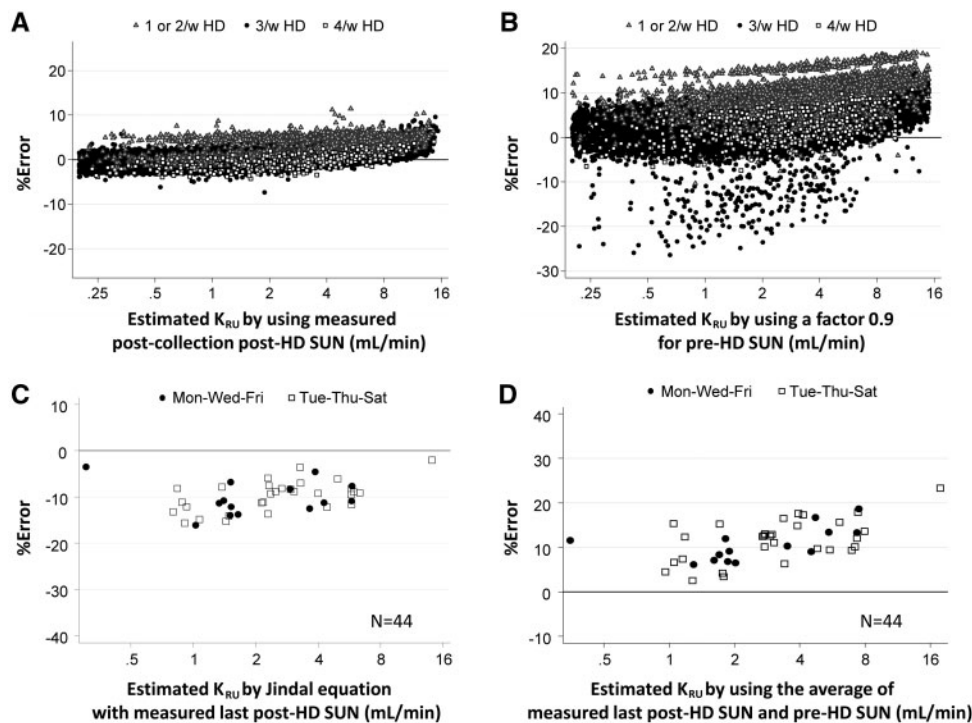 A
1 or 2/w HD 3/w HD 4/w HD
%Error
20
10
0
-10
-20
.25 .5 1 2 4 8 16
Estimated KRU by using measured
post-collection post-HD SUN (mL/min)
B
1 or 2/w HD 3/w HD 4/w HD
%Error
20
10
0
-10
-20
-30
.25 .5 1 2 4 8 16
Estimated KRU by using a factor 0.9
for pre-HD SUN (mL/min)
C
Mon-Wed-Fri Tue-Thu-Sat
%Error
10
0
-10
-20
-30
-40
N=44
.5 1 2 4 8 16
Estimated KRU by Jindal equation
with measured last post-HD SUN (mL/min)
D
Mon-Wed-Fri Tue-Thu-Sat
%Error
40
30
20
10
0
-10
N=44
.5 1 2 4 8 16
Estimated KRU by using the average of
measured last post-HD SUN and pre-HD SUN (mL/min)